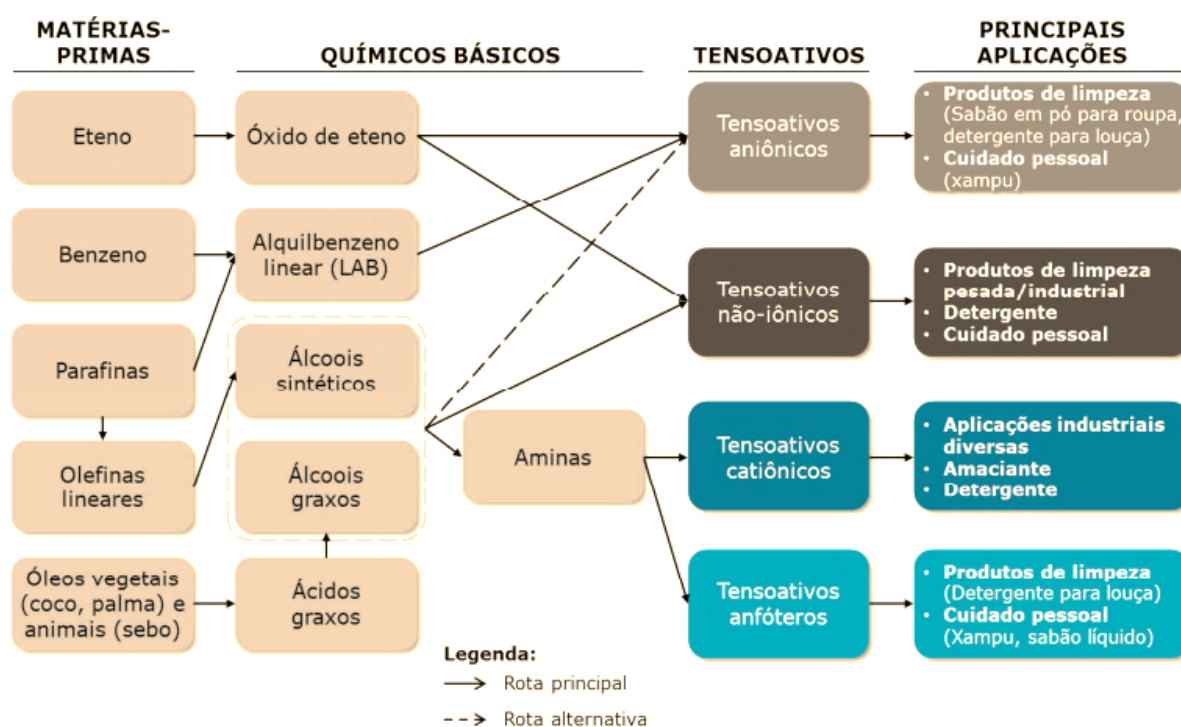 MATÉRIAS-
PRIMAS
QUÍMICOS BÁSICOS
TENSOATIVOS
PRINCIPAIS
APLICAÇÕES
Eteno
Óxido de eteno
Tensoativos
aniônicos
• Produtos de limpeza
(Sabão em pó para roupa,
detergente para louça)
• Cuidado pessoal
(xampu)
Benzeno
Alquilbenzeno
linear (LAB)
Tensoativos
não-iônicos
• Produtos de limpeza
pesada/industrial
• Detergente
• Cuidado pessoal
Parafinas
Álcoois
sintéticos
Olefinas
lineares
Álcoois
graxos
Aminas
Tensoativos
catiônicos
• Aplicações industriais
diversas
• Amaciante
• Detergente
Óleos vegetais
(coco, palma) e
animais (sebo)
Ácidos
graxos
Tensoativos
anfóteros
• Produtos de limpeza
(Detergente para louça)
• Cuidado pessoal
(Xampu, sabão líquido)
Legenda:
Rota principal
Rota alternativa